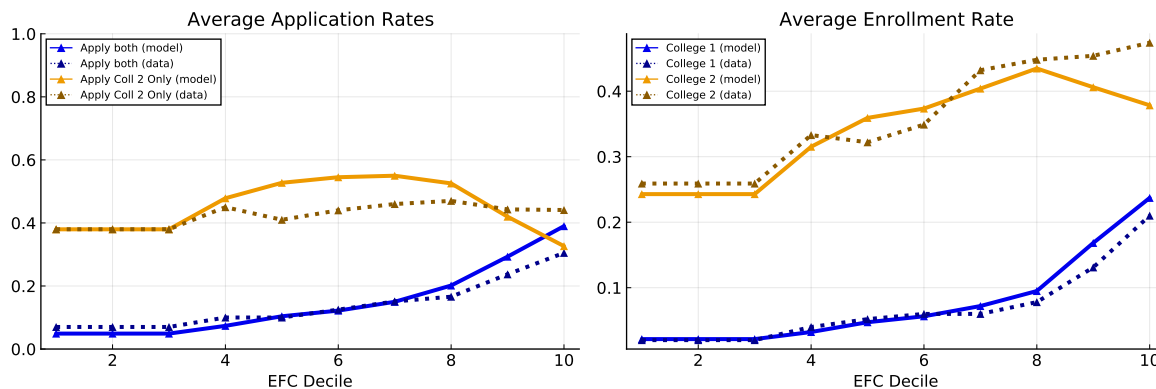 Average Application Rates
1.0
0.8
0.6
0.4
0.2
0.0
Apply both (model)
Apply both (data)
Apply Coll 2 Only (model)
Apply Coll 2 Only (data)
2 4 6 8 10
EFC Decile
Average Enrollment Rate
0.4
0.3
0.2
0.1
College 1 (model)
College 1 (data)
College 2 (model)
College 2 (data)
2 4 6 8 10
EFC Decile